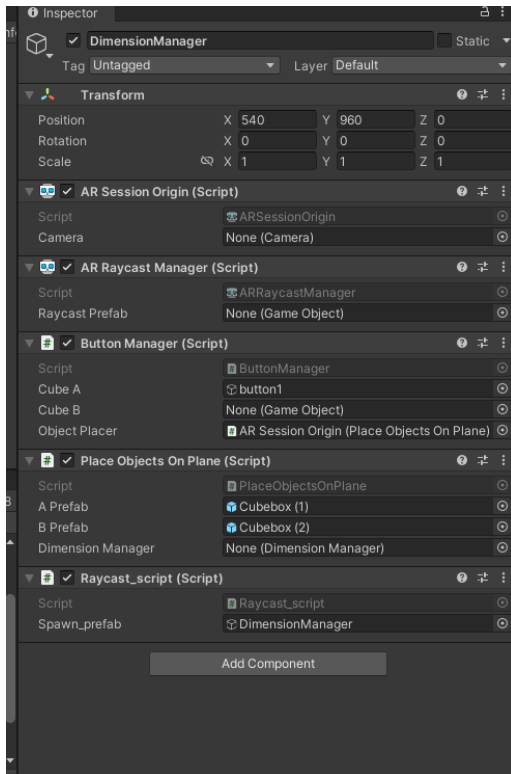 Inspector
DimensionManager Static
Tag Untagged Layer Default
Transform
Position X 540 Y 960 Z 0
Rotation X 0 Y 0 Z 0
Scale X 1 Y 1 Z 1
AR Session Origin (Script)
Script ARSessionOrigin
Camera None (Camera)
AR Raycast Manager (Script)
Script ARRaycastManager
Raycast Prefab None (Game Object)
# Button Manager (Script)
Script ButtonManager
Cube A button1
Cube B None (Game Object)
Object Placer AR Session Origin (Place Objects On Plane)
# Place Objects On Plane (Script)
Script PlaceObjectsOnPlane
A Prefab Cubebox (1)
B Prefab Cubebox (2)
Dimension Manager None (Dimension Manager)
# Raycast_script (Script)
Script Raycast_script
Spawn_prefab DimensionManager
Add Component